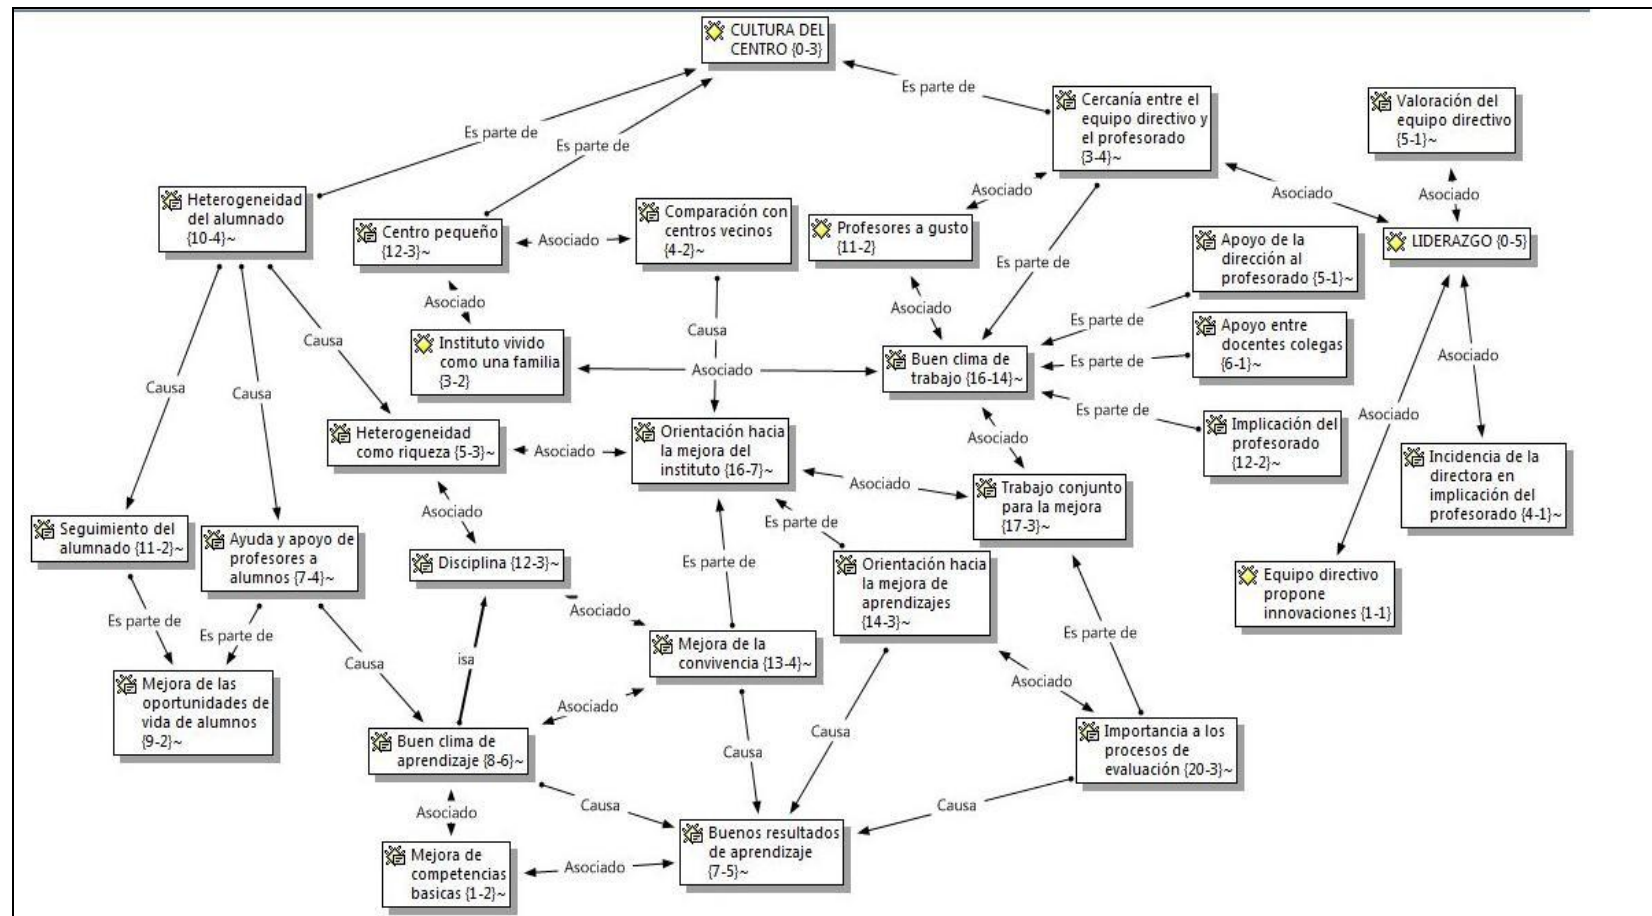 CULTURA DEL
CENTRO {0-3}
Es parte de
Cercanía entre el
equipo directivo y
el profesorado
{3-4}~
Valoración del
equipo directivo
{5-1}~
Es parte de
Es parte de
Asociado
Asociado
Asociado
Heterogeneidad
del alumnado
{10-4}~
Centro pequeño
{12-3}~
Asociado
Comparación con
centros vecinos
{4-2}~
Profesores a gusto
{11-2}
Apoyo de la
dirección al
profesorado {5-1}~
LIDERAZGO {0-5}
Es parte de
Asociado
Asociado
Es parte de
Causa
Causa
Instituto vivido
como una familia
{3-2}
Asociado
Buen clima de
trabajo {16-14}~
Es parte de
Apoyo entre
docentes colegas
{6-1}~
Asociado
Causa
Causa
Es parte de
Asociado
Heterogeneidad
como riqueza {5-3}~
Asociado
Orientación hacia
la mejora del
instituto {16-7}~
Asociado
Implicación del
profesorado
{12-2}~
Incidencia de la
directora en
implicación del
profesorado {4-1}~
Asociado
Trabajo conjunto
para la mejora
{17-3}~
Asociado
Es parte de
Seguimiento del
alumnado {11-2}~
Ayuda y apoyo de
profesores a
alumnos {7-4}~
Disciplina {12-3}~
Es parte de
Orientación hacia
la mejora de
aprendizajes
{14-3}~
Equipo directivo
propone
innovaciones {1-1}
Asociado
Es parte de
Es parte de
Es parte de
Causa
isa
Mejora de la
convivencia {13-4}~
Asociado
Mejora de las
oportunidades de
vida de alumnos
{9-2}~
Asociado
Buen clima de
aprendizaje {8-6}~
Causa
Causa
Importancia a los
procesos de
evaluación {20-3}~
Causa
Causa
Asociado
Buenos resultados
de aprendizaje
{7-5}~
Mejora de
competencias
basicas {1-2}~
Asociado